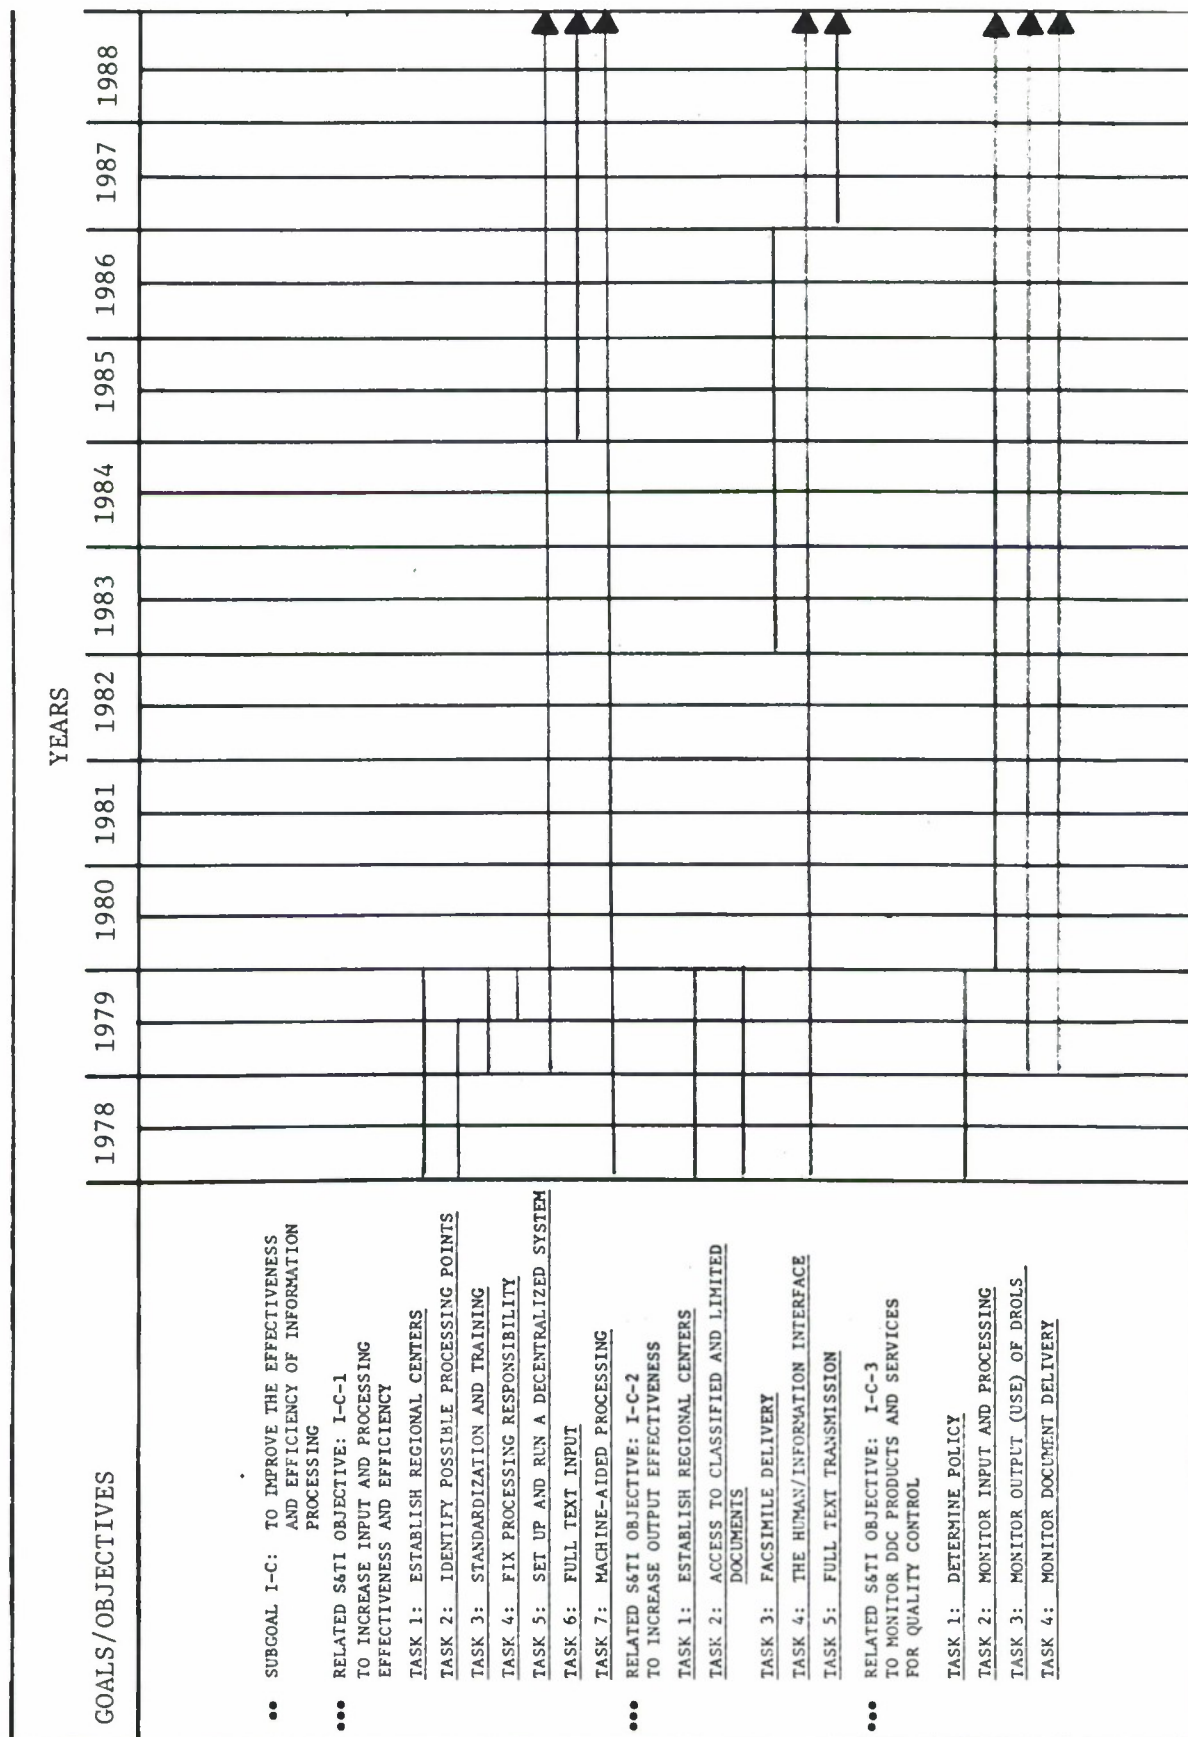 YEARS
GOALS/OBJECTIVES 1978 1979 1980 1981 1982 1983 1984 1985 1986 1987 1988
•• SUBGOAL I-C: TO IMPROVE THE EFFECTIVENESS
AND EFFICIENCY OF INFORMATION
PROCESSING
••• RELATED S&TI OBJECTIVE: I-C-1
TO INCREASE INPUT AND PROCESSING
EFFECTIVENESS AND EFFICIENCY
TASK 1: ESTABLISH REGIONAL CENTERS
TASK 2: IDENTIFY POSSIBLE PROCESSING POINTS
TASK 3: STANDARDIZATION AND TRAINING
TASK 4: FIX PROCESSING RESPONSIBILITY
TASK 5: SET UP AND RUN A DECENTRALIZED SYSTEM
TASK 6: FULL TEXT INPUT
TASK 7: MACHINE-AIDED PROCESSING
••• RELATED S&TI OBJECTIVE: I-C-2
TO INCREASE OUTPUT EFFECTIVENESS
TASK 1: ESTABLISH REGIONAL CENTERS
TASK 2: ACCESS TO CLASSIFIED AND LIMITED
DOCUMENTS
TASK 3: FACSIMILE DELIVERY
TASK 4: THE HUMAN/INFORMATION INTERFACE
TASK 5: FULL TEXT TRANSMISSION
••• RELATED S&TI OBJECTIVE: I-C-3
TO MONITOR DDC PRODUCTS AND SERVICES
FOR QUALITY CONTROL
TASK 1: DETERMINE POLICY
TASK 2: MONITOR INPUT AND PROCESSING
TASK 3: MONITOR OUTPUT (USE) OF DROLS
TASK 4: MONITOR DOCUMENT DELIVERY